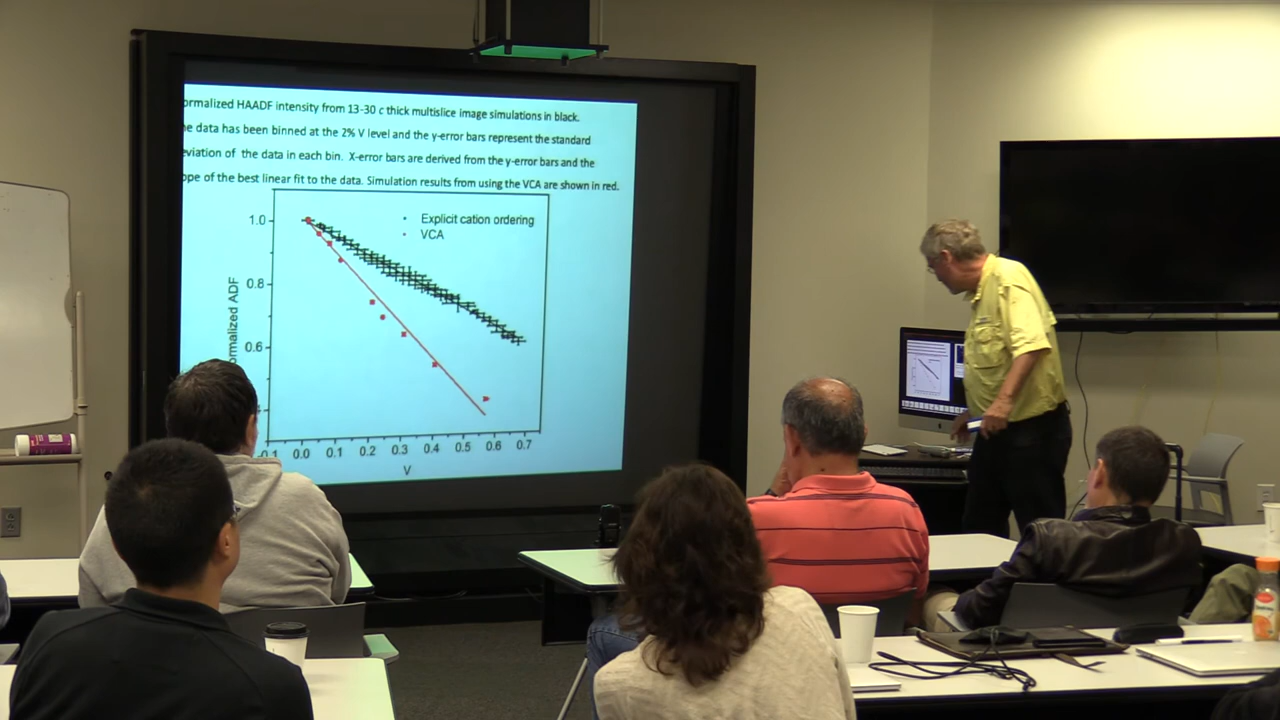 ormalized HAADF intensity from 13-30 c thick multislice image simulations in black.
e data has been binned at the 2% V level and the y-error bars represent the standard
eviation of the data in each bin. X-error bars are derived from the y-error bars and the
ope of the best linear fit to the data. Simulation results from using the VCA are shown in red.
Explicit cation ordering
VCA
1.0
0.8
0.6
ormalized ADF
0.1 0.0 0.1 0.2 0.3 0.4 0.5 0.6 0.7
V